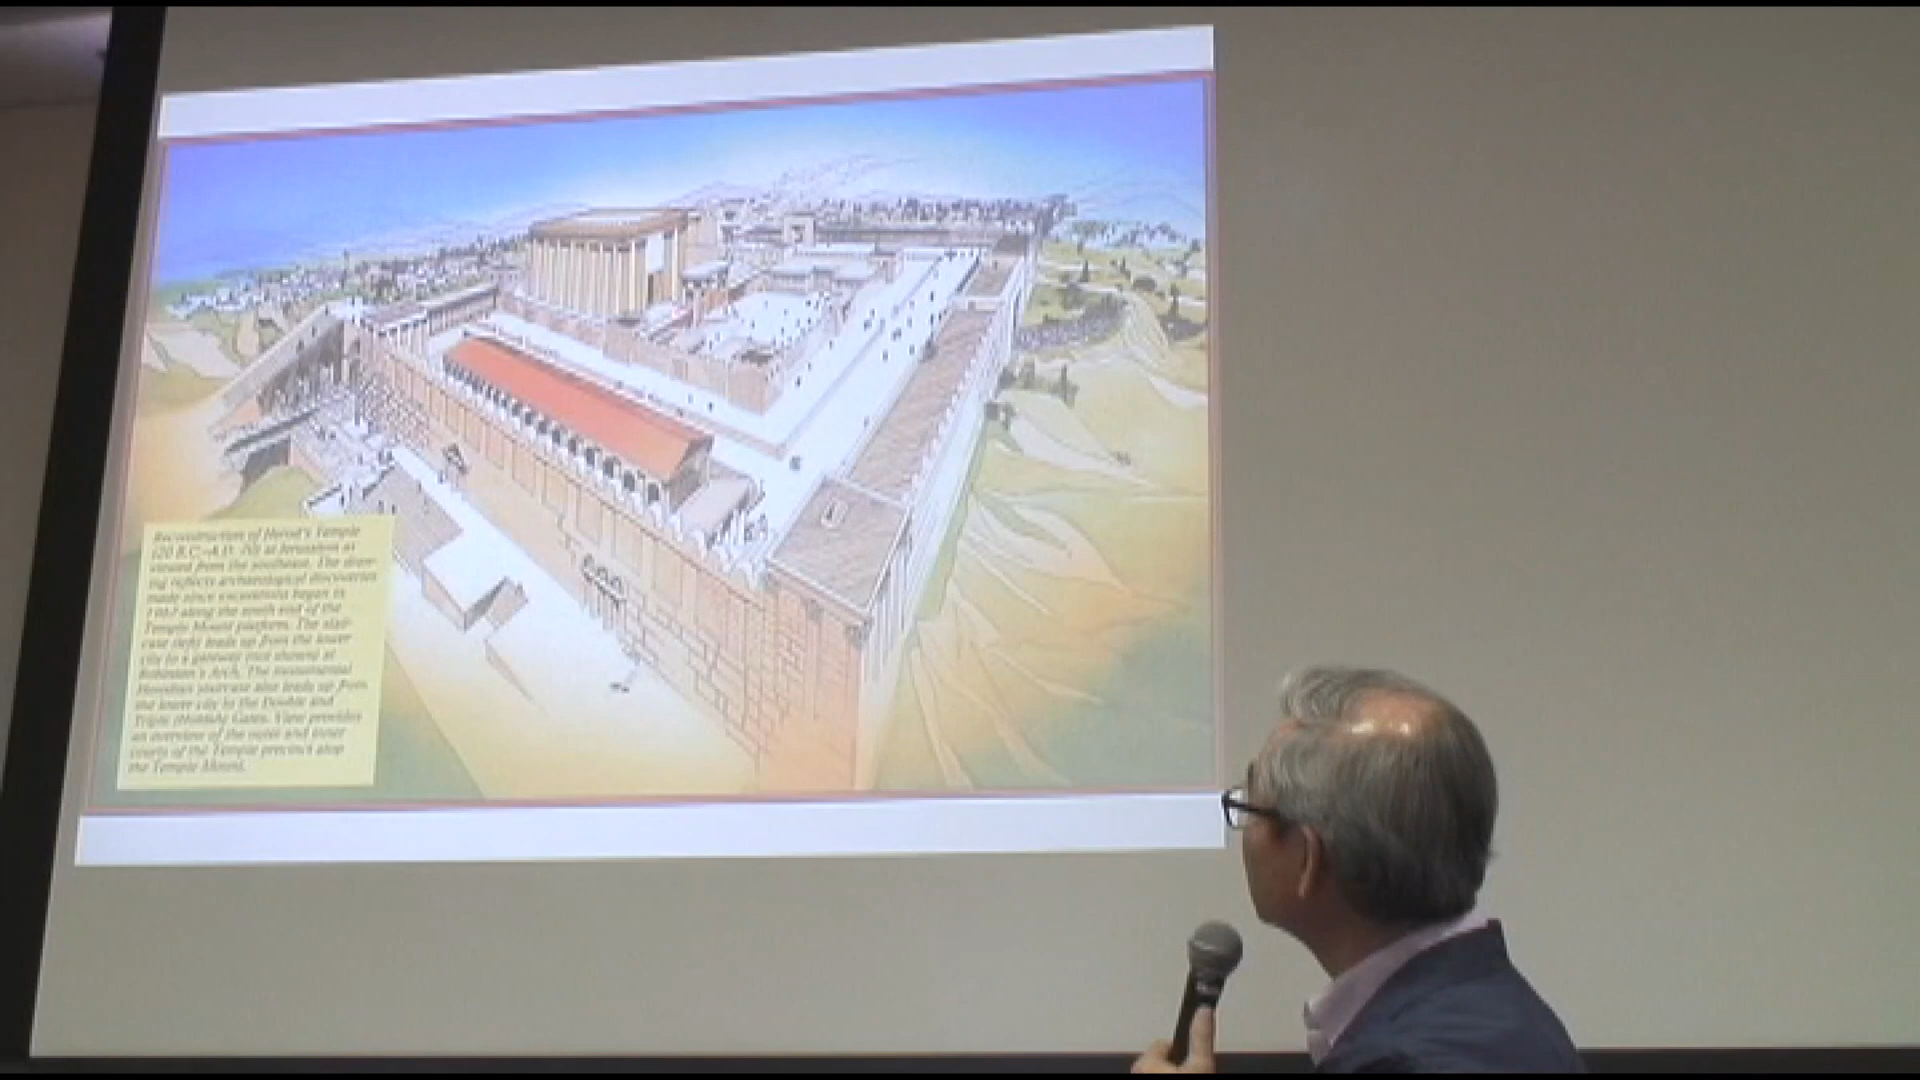 Reconstruction of Herod's Temple
(20 B.C.–A.D. 70) at Jerusalem as
viewed from the southeast. The draw-
ing reflects archaeological discoveries
made since excavations began in
1967 along the south end of the
Temple Mount platform. The stair-
case (left) leads up from the lower
city to a gateway (not shown) at
Robinson's Arch. The monumental
Herodian staircase also leads up from
the lower city to the Double and
Triple (Huldah) Gates. View provides
an overview of the outer and inner
courts of the Temple precinct atop
the Temple Mount.